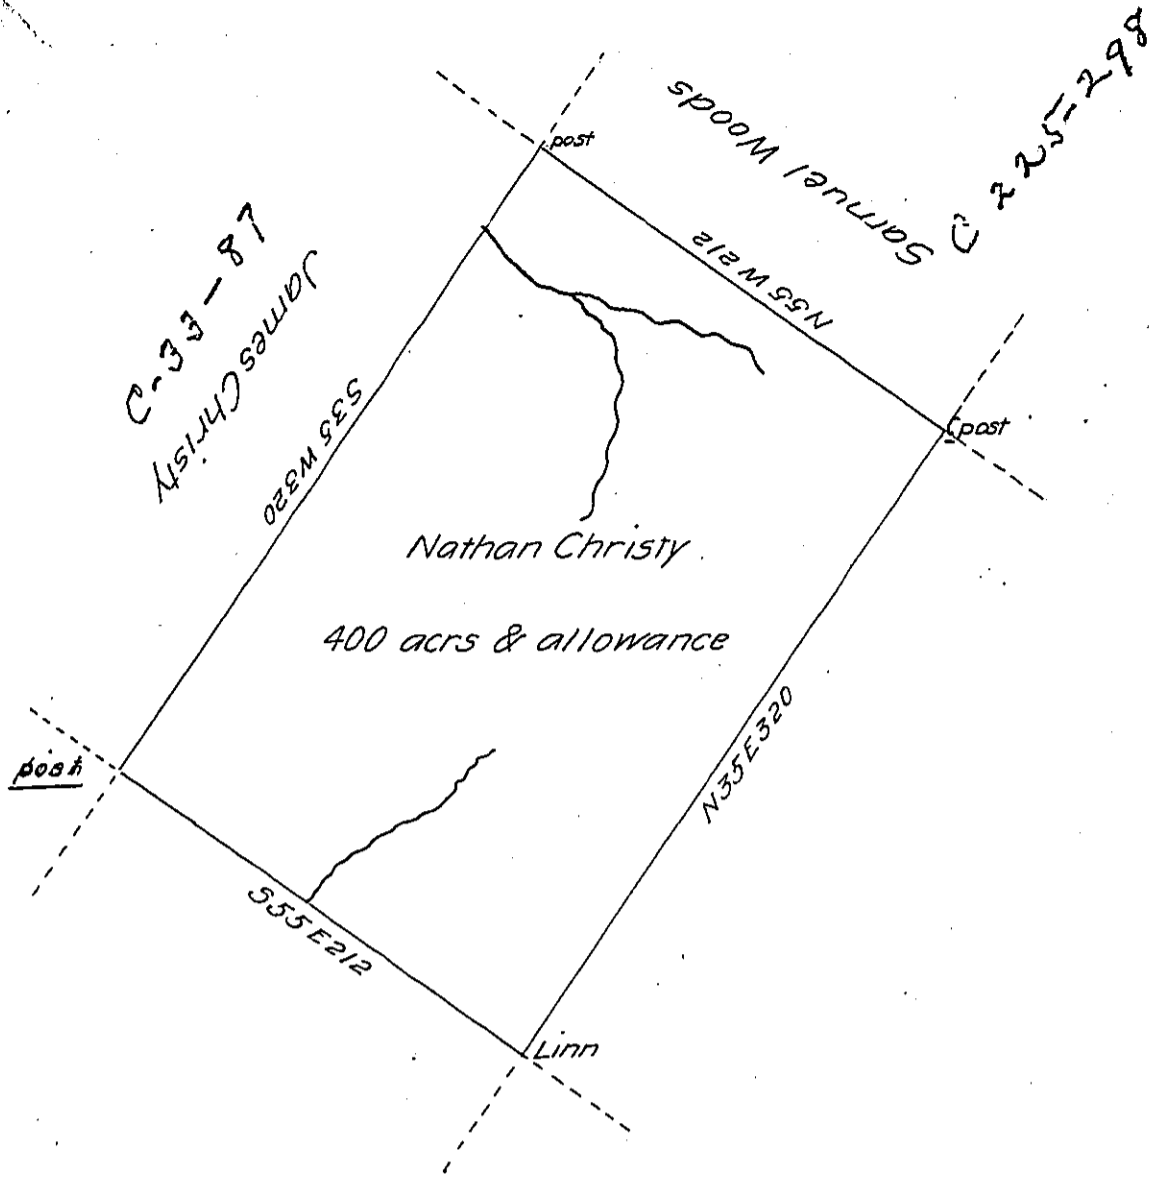 C 225-298
Samuel Woods
post
N55W212
C-33-87
James Christy
S35W320
post
Nathan Christy
400 acrs & allowance
N35E320
post
S55E212
Linn